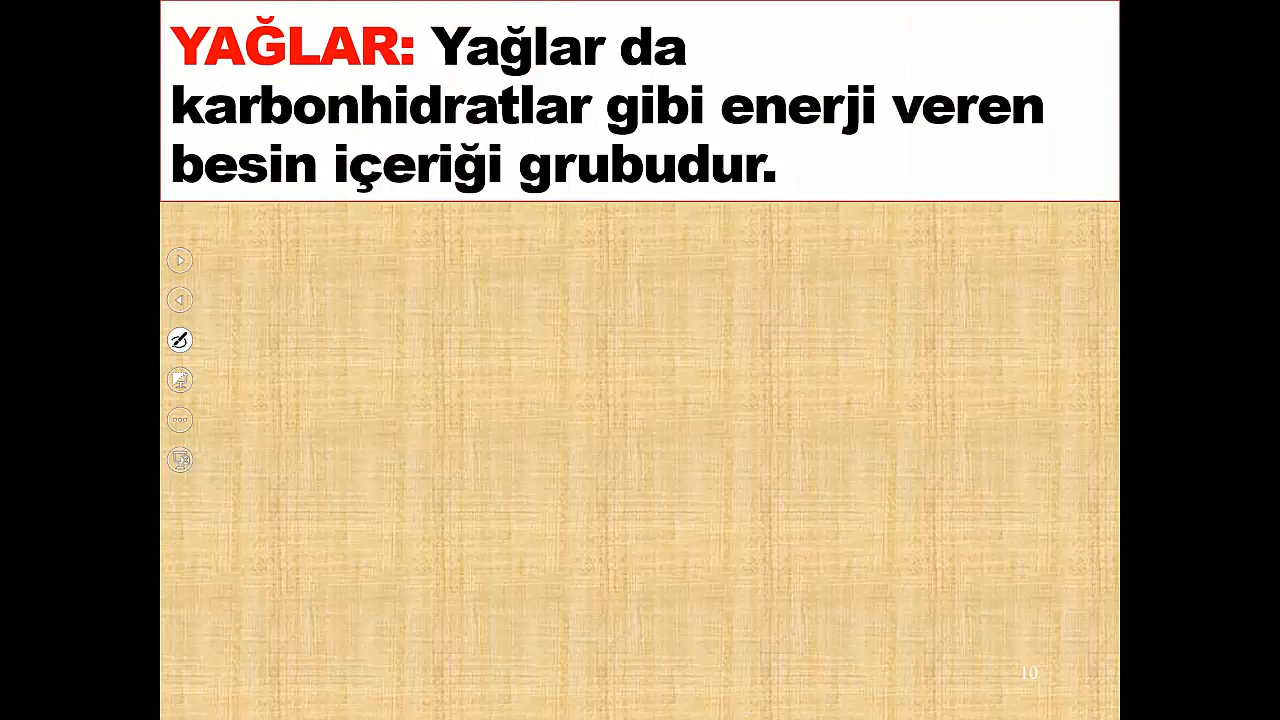 YAĞLAR: Yağlar da
karbonhidratlar gibi enerji veren
besin içeriği grubudur.
10